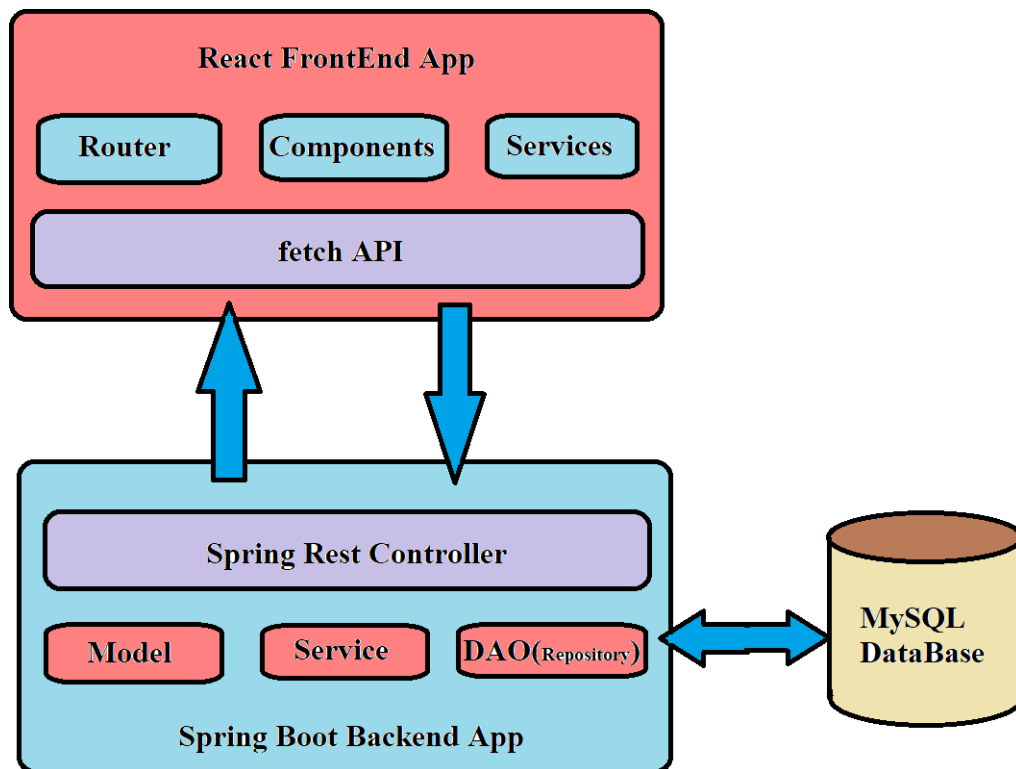 React FrontEnd App
Router
Components
Services
fetch API
Spring Rest Controller
Model
Service
DAO(Repository)
Spring Boot Backend App
MySQL
DataBase